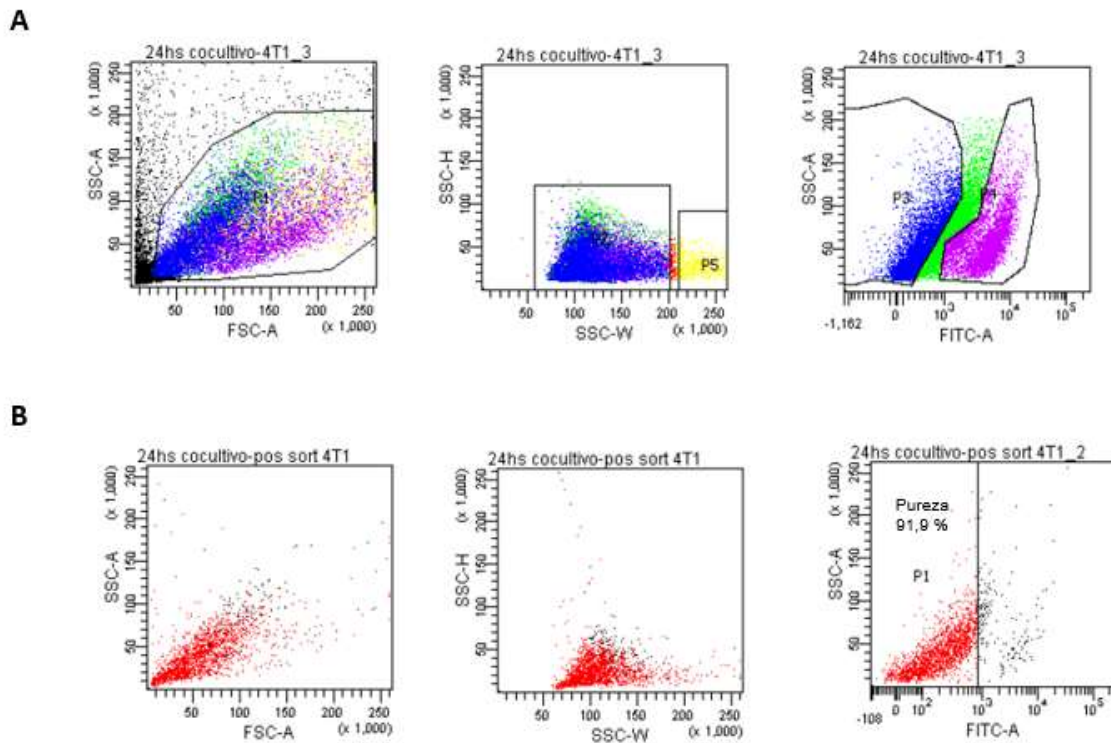 A
24hs cocultivo-4T1_3
SSC-A
(x 1,000)
50 100 150 200 250
P1
50 100 150 200 250
FSC-A
(x 1,000)
24hs cocultivo-4T1_3
SSC-H
(x 1,000)
50 100 150 200 250
P5
50 100 150 200 250
SSC-W
(x 1,000)
24hs cocultivo-4T1_3
SSC-A
(x 1,000)
50 100 150 200 250
P3
-1,162 0 10³ 10⁴ 10⁵
FITC-A
B
24hs cocultivo-pos sort 4T1
SSC-A
(x 1,000)
50 100 150 200 250
50 100 150 200 250
FSC-A
(x 1,000)
24hs cocultivo-pos sort 4T1
SSC-H
(x 1,000)
50 100 150 200 250
50 100 150 200 250
SSC-W
(x 1,000)
24hs cocultivo-pos sort 4T1_2
SSC-A
(x 1,000)
50 100 150 200 250
Pureza
91,9 %
P1
-108 0 10² 10³ 10⁴ 10⁵
FITC-A